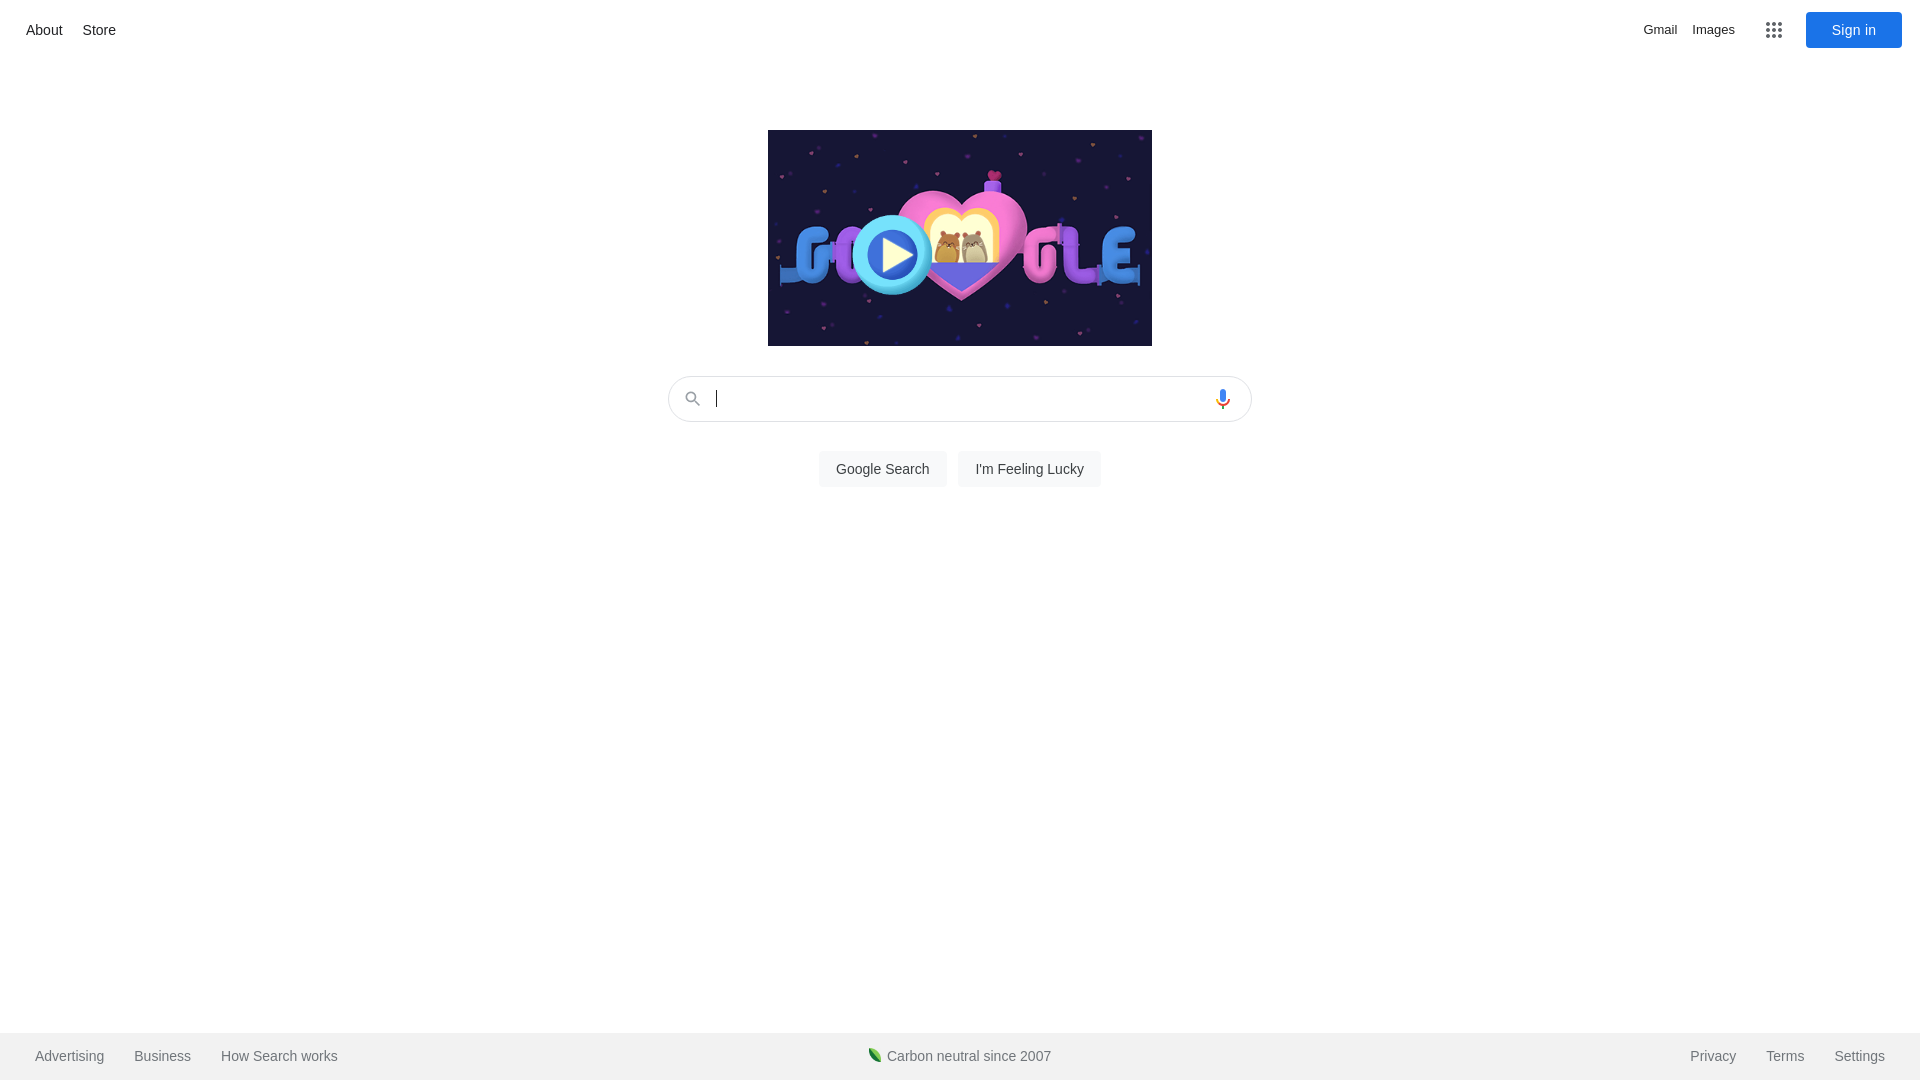 About Store Gmail Images Sign in
GOOGLE
Google Search I'm Feeling Lucky
Advertising Business How Search works Carbon neutral since 2007 Privacy Terms Settings